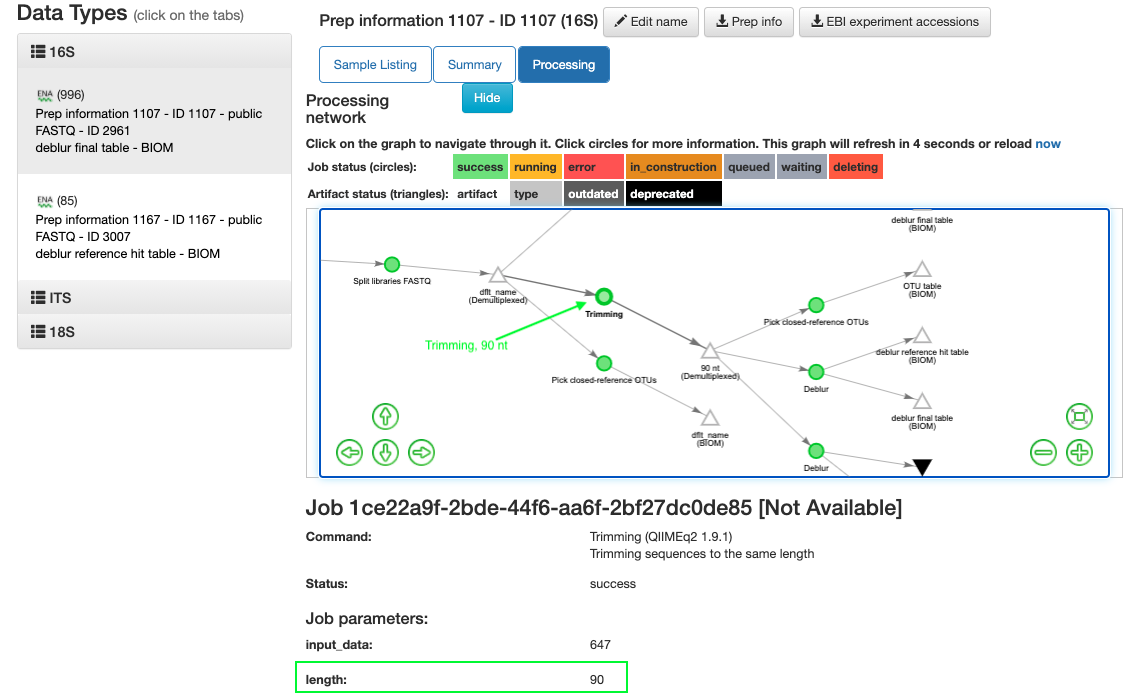 Data Types (click on the tabs)
16S
ENA (996)
Prep information 1107 - ID 1107 - public
FASTQ - ID 2961
deblur final table - BIOM
ENA (85)
Prep information 1167 - ID 1167 - public
FASTQ - ID 3007
deblur reference hit table - BIOM
ITS
18S
Prep information 1107 - ID 1107 (16S) Edit name Prep info EBI experiment accessions
Sample Listing Summary Processing
Processing
network
Hide
Click on the graph to navigate through it. Click circles for more information. This graph will refresh in 4 seconds or reload now
Job status (circles): success running error in_construction queued waiting deleting
Artifact status (triangles): artifact type outdated deprecated
deblur final table
(BIOM)
Split libraries FASTQ
dflt_name
(Demultiplexed)
OTU table
(BIOM)
Trimming
Pick closed-reference OTUs
Trimming, 90 nt
deblur reference hit table
(BIOM)
90 nt
(Demultiplexed)
Pick closed-reference OTUs
Deblur
deblur final table
(BIOM)
dflt_name
(BIOM)
Deblur
Job 1ce22a9f-2bde-44f6-aa6f-2bf27dc0de85 [Not Available]
Command: Trimming (QIIMEq2 1.9.1)
Trimming sequences to the same length
Status: success
Job parameters:
input_data: 647
length: 90